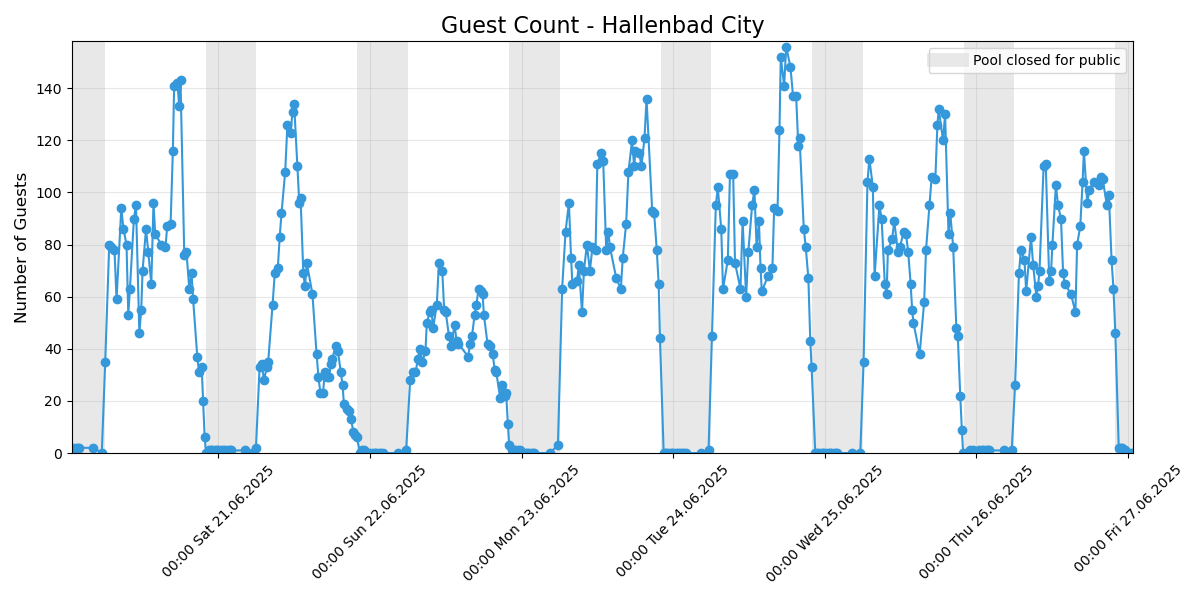 Guest Count - Hallenbad City
Pool closed for public
Number of Guests
140
120
100
80
60
40
20
0
00:00 Sat 21.06.2025
00:00 Sun 22.06.2025
00:00 Mon 23.06.2025
00:00 Tue 24.06.2025
00:00 Wed 25.06.2025
00:00 Thu 26.06.2025
00:00 Fri 27.06.2025